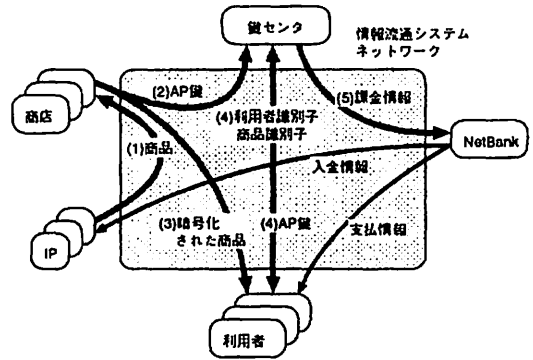 鍵センタ
情報流通システム
ネットワーク
(2)AP鍵
(4)利用者識別子
商品識別子
(5)課金情報
商店
(1)商品
NetBank
入金情報
(3)暗号化
された商品
(4)AP鍵
支払情報
IP
利用者